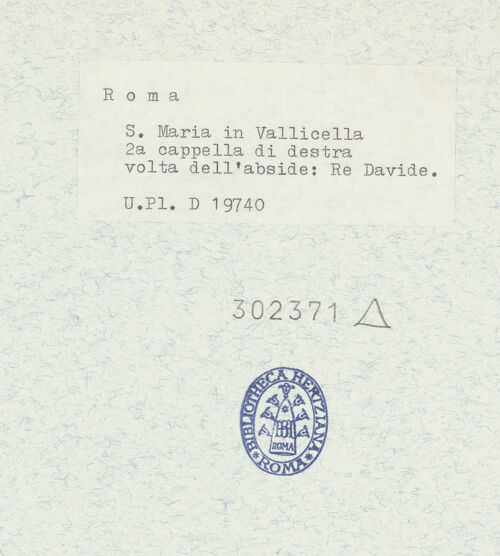 R o m a
S. Maria in Vallicella
2a cappella di destra
volta dell'abside: Re Davide.
U.Pl. D 19740
302371 △
BIBLIOTHECA HERTZIANA
ROMA
* ROMA *